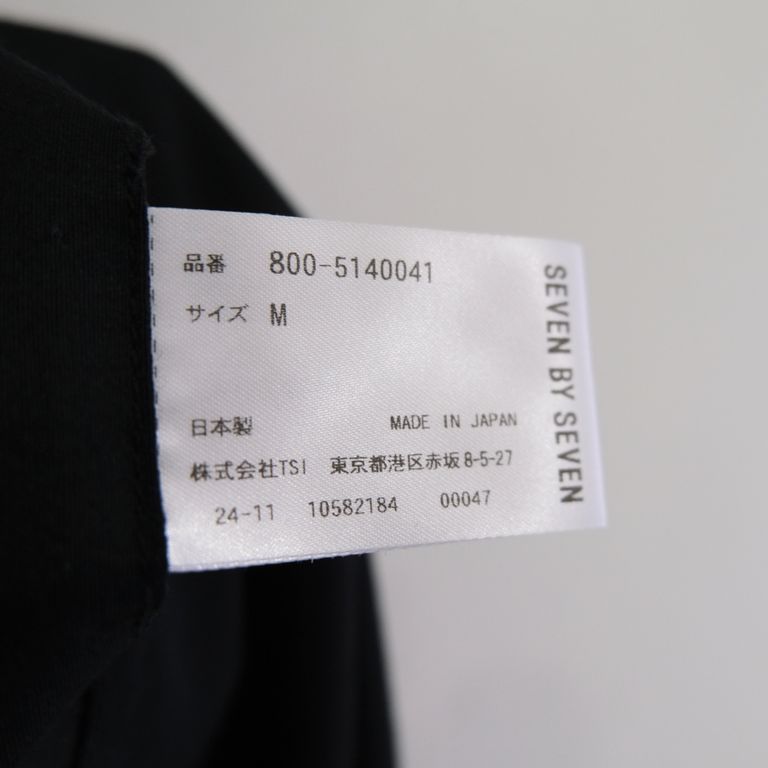 品番 800-5140041
サイズ M
日本製 MADE IN JAPAN
株式会社TSI 東京都港区赤坂8-5-27
24-11 10582184 00047
SEVEN BY SEVEN